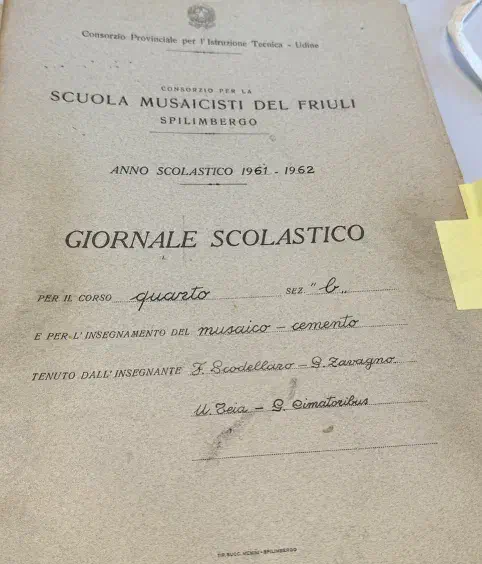 Consorzio Provinciale per l'Istruzione Tecnica - Udine
CONSORZIO PER LA
SCUOLA MUSAICISTI DEL FRIULI
SPILIMBERGO
ANNO SCOLASTICO 1961 - 1962
GIORNALE SCOLASTICO
PER IL CORSO quarto SEZ. "b"
E PER L'INSEGNAMENTO DEL musaico - cemento
TENUTO DALL'INSEGNANTE F. Scodellaro - G. Zavagno
U. Zeia - G. Cimatoribus
SPILIMBERGO